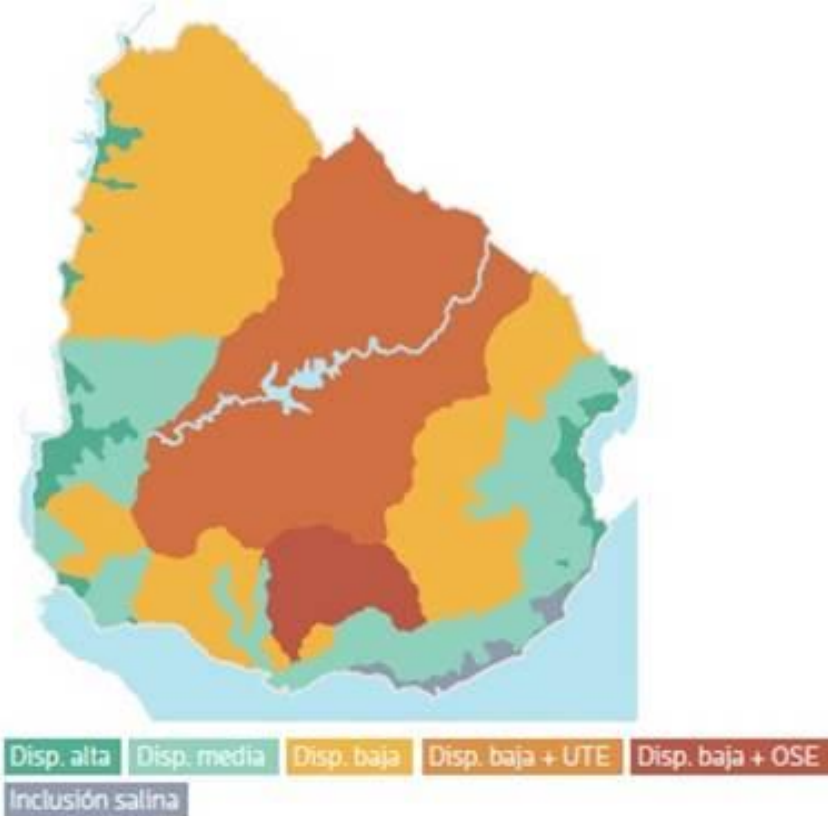 Disp. alta Disp. media Disp. baja Disp. baja + UTE Disp. baja + OSE
Inclusión salina